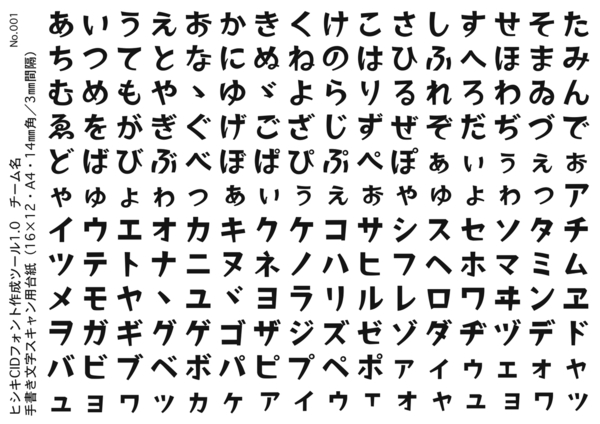 No.001
ヒシキCIDフォント作成ツール1.0　チーム名
手書き文字スキャン用台紙（16×12・A4・14㎜角／3㎜間隔）
あいうえおかきくけこさしすせそた
ちつてとなにぬねのはひふへほまみ
むめもやゝゆゞよらりるれろわゐん
ゑをがぎぐげござじずぜぞだぢづで
どばびぶべぼぱぴぷぺぽぁぃぅぇぉ
ゃゅょゎっぁぃぅぇぉゃゅょゎっア
イウエオカキクケコサシスセソタチ
ツテトナニヌネノハヒフヘホマミム
メモヤヽユヾヨラリルレロワヰンヱ
ヲガギグゲゴザジズゼゾダヂヅデド
バビブベボパピプペポァィゥェォャ
ュョヮッヵヶァィゥェォャュョヮッ